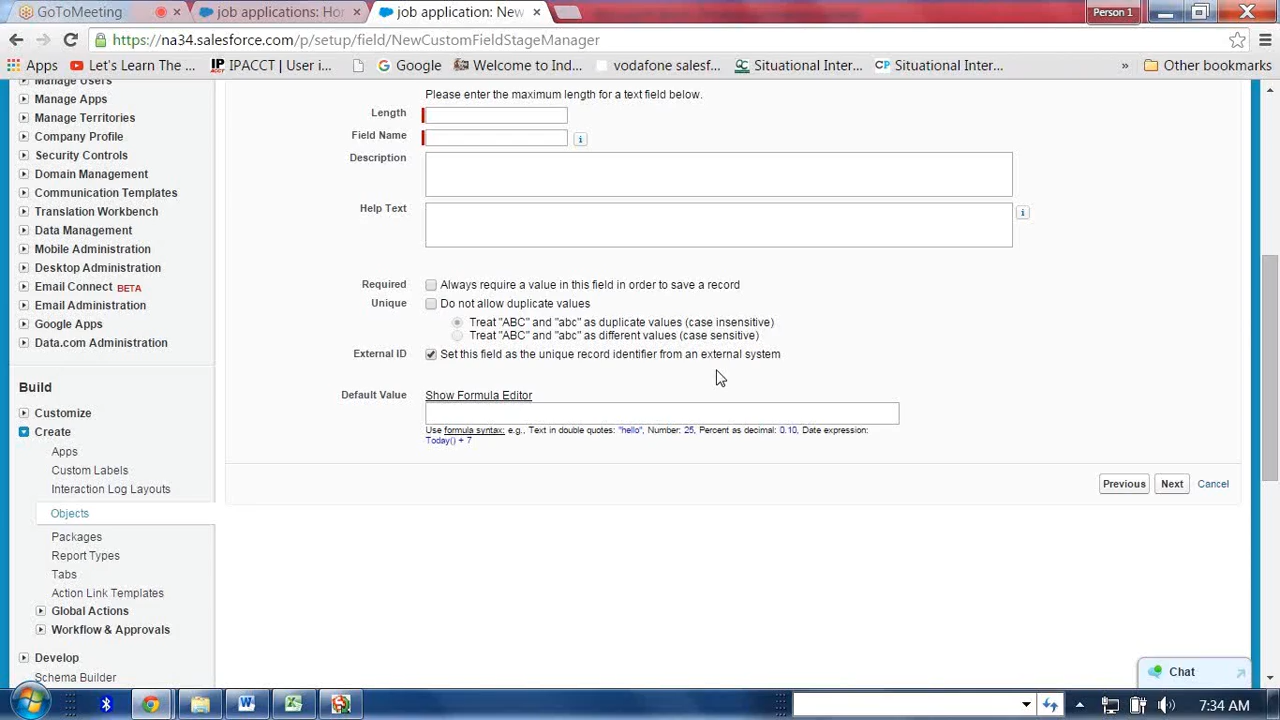 GoToMeeting
job applications: Hom
job application: New
Person 1
https://na34.salesforce.com/p/setup/field/NewCustomFieldStageManager
Apps
Let's Learn The ...
IPACCT | User i...
Google
Welcome to Ind...
vodafone salesf...
Situational Inter...
CP
Situational Inter...
»
Other bookmarks
Manage Users
Manage Apps
Manage Territories
Company Profile
Security Controls
Domain Management
Communication Templates
Translation Workbench
Data Management
Mobile Administration
Desktop Administration
Email Connect BETA
Email Administration
Google Apps
Data.com Administration
Build
Customize
Create
Apps
Custom Labels
Interaction Log Layouts
Objects
Packages
Report Types
Tabs
Action Link Templates
Global Actions
Workflow & Approvals
Develop
Schema Builder
Please enter the maximum length for a text field below.
Length
Field Name
Description
Help Text
Required Always require a value in this field in order to save a record
Unique Do not allow duplicate values
Treat "ABC" and "abc" as duplicate values (case insensitive)
Treat "ABC" and "abc" as different values (case sensitive)
External ID Set this field as the unique record identifier from an external system
Default Value Show Formula Editor
Use formula syntax: e.g., Text in double quotes: "hello", Number: 25, Percent as decimal: 0.10, Date expression:
Today() + 7
Previous Next Cancel
Chat
7:34 AM